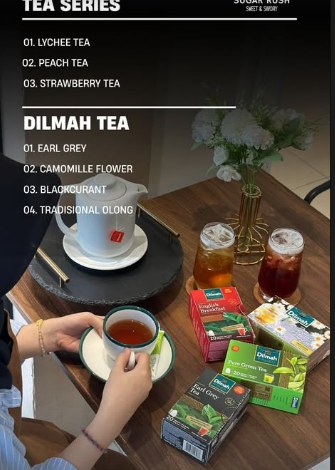 TEA SERIES
SUGAR RUSH
SWEET & SAVORY
01. LYCHEE TEA
02. PEACH TEA
03. STRAWBERRY TEA
DILMAH TEA
01. EARL GREY
02. CAMOMILLE FLOWER
03. BLACKCURRANT
04. TRADISIONAL OLONG
Dilmah
English
Breakfast
Dilmah
Dilmah
Pure Green Tea
Dilmah
Earl Grey
Tea